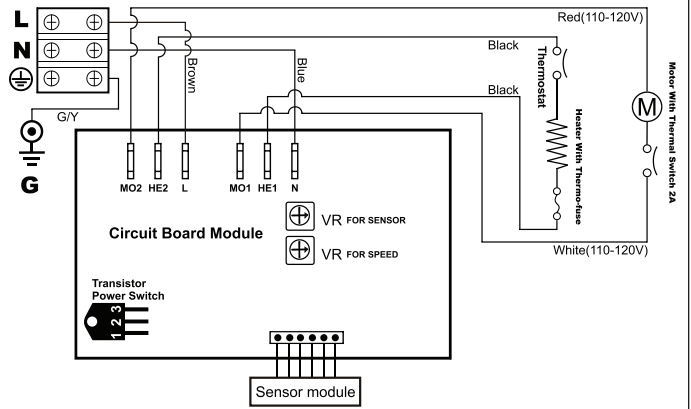 L
N
G/Y
G
Brown
Blue
Red(110-120V)
Black
Black
Thermostat
Heater With Thermo-fuse
Motor With Thermal Switch 2A
M
White(110-120V)
MO2
HE2
L
MO1
HE1
N
VR FOR SENSOR
Circuit Board Module
VR FOR SPEED
Transistor
Power Switch
1 2 3
Sensor module